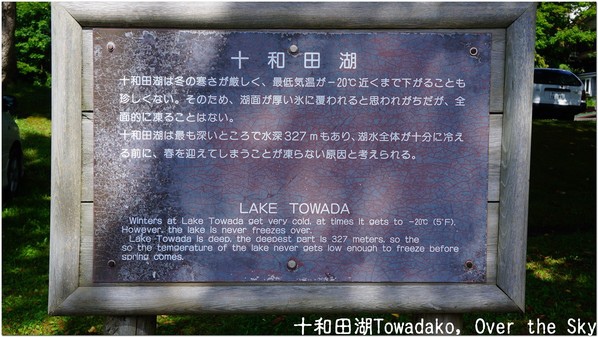 十和田湖
十和田湖は冬の寒さが厳しく、最低気温が−20℃近くまで下がることも
珍しくない。そのため、湖面が厚い氷に覆われると思われがちだが、全
面的に凍ることはない。
十和田湖は最も深いところで水深327mもあり、湖水全体が十分に冷え
る前に、春を迎えてしまうことが凍らない原因と考えられる。
LAKE TOWADA
Winters at Lake Towada get very cold, at times it gets to −20℃ (5°F).
However, the lake is never freezes over.
Lake Towada is deep, the deepest part is 327 meters, so the
so the temperature of the lake never gets low enough to freeze before
spring comes.
十和田湖Towadako, Over the Sky